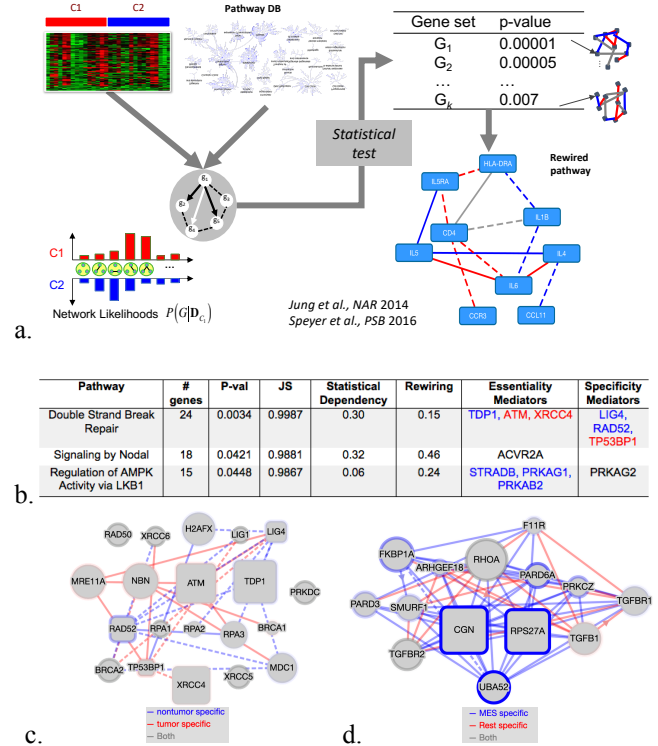 C1 C2
Pathway DB
Gene set p-value
G1 0.00001
G2 0.00005
... ...
Gk 0.007
Statistical
test
Rewired
pathway
HLA-DRA
IL5RA
IL1B
CD4
IL5
IL4
IL6
CCR3
CCL11
g1
g2
g3
C1
...
C2
Network Likelihoods P(G|D_C1)
Jung et al., NAR 2014
Speyer et al., PSB 2016
a.
Pathway # genes P-val JS Statistical Dependency Rewiring Essentiality Mediators Specificity Mediators
Double Strand Break Repair 24 0.0034 0.9987 0.30 0.15 TDP1, ATM, XRCC4 LIG4, RAD52, TP53BP1
Signaling by Nodal 18 0.0421 0.9881 0.32 0.46 ACVR2A
Regulation of AMPK Activity via LKB1 15 0.0448 0.9867 0.06 0.24 STRADB, PRKAG1, PRKAB2 PRKAG2
b.
H2AFX
LIG4
RAD50
XRCC6
LIG1
MRE11A
NBN
ATM
TDP1
PRKDC
RAD52
RPA1
RPA2
RPA3
BRCA1
BRCA2
TP53BP1
XRCC4
XRCC5
MDC1
nontumor specific
tumor specific
Both
c.
F11R
FKBP1A
ARHGEF18
RHOA
PARD6A
PRKCZ
PARD3
SMURF1
TGFBR1
CGN
RPS27A
TGFB1
TGFBR2
UBA52
MES specific
Rest specific
Both
d.